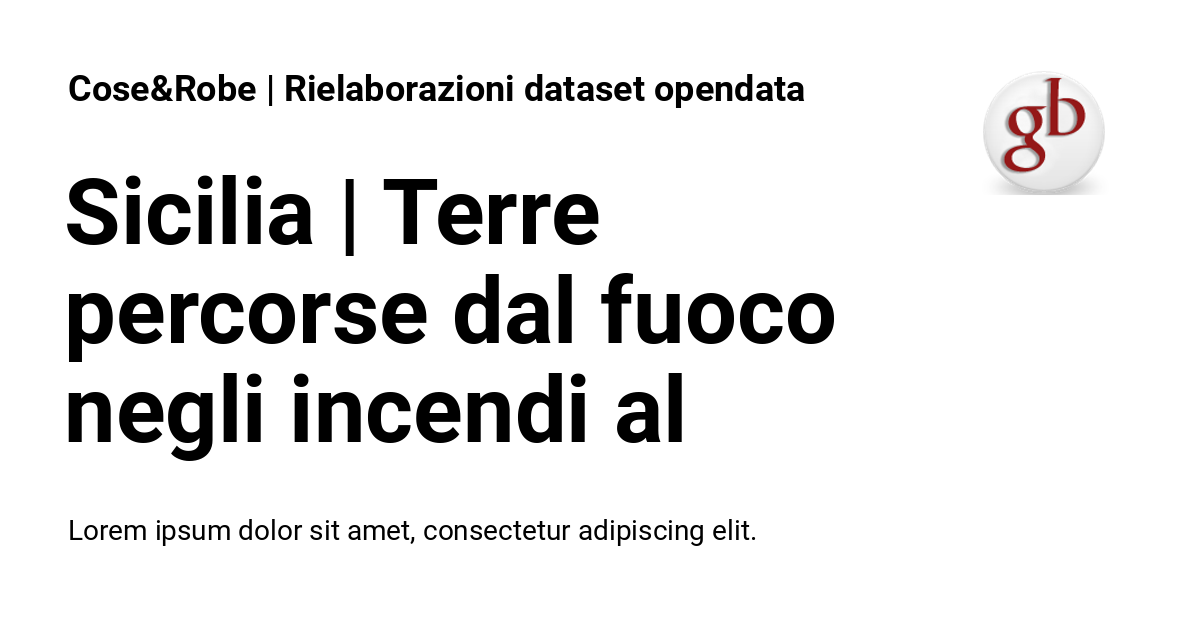 Cose&Robe | Rielaborazioni dataset opendata
gb
Sicilia | Terre
percorse dal fuoco
negli incendi al
Lorem ipsum dolor sit amet, consectetur adipiscing elit.